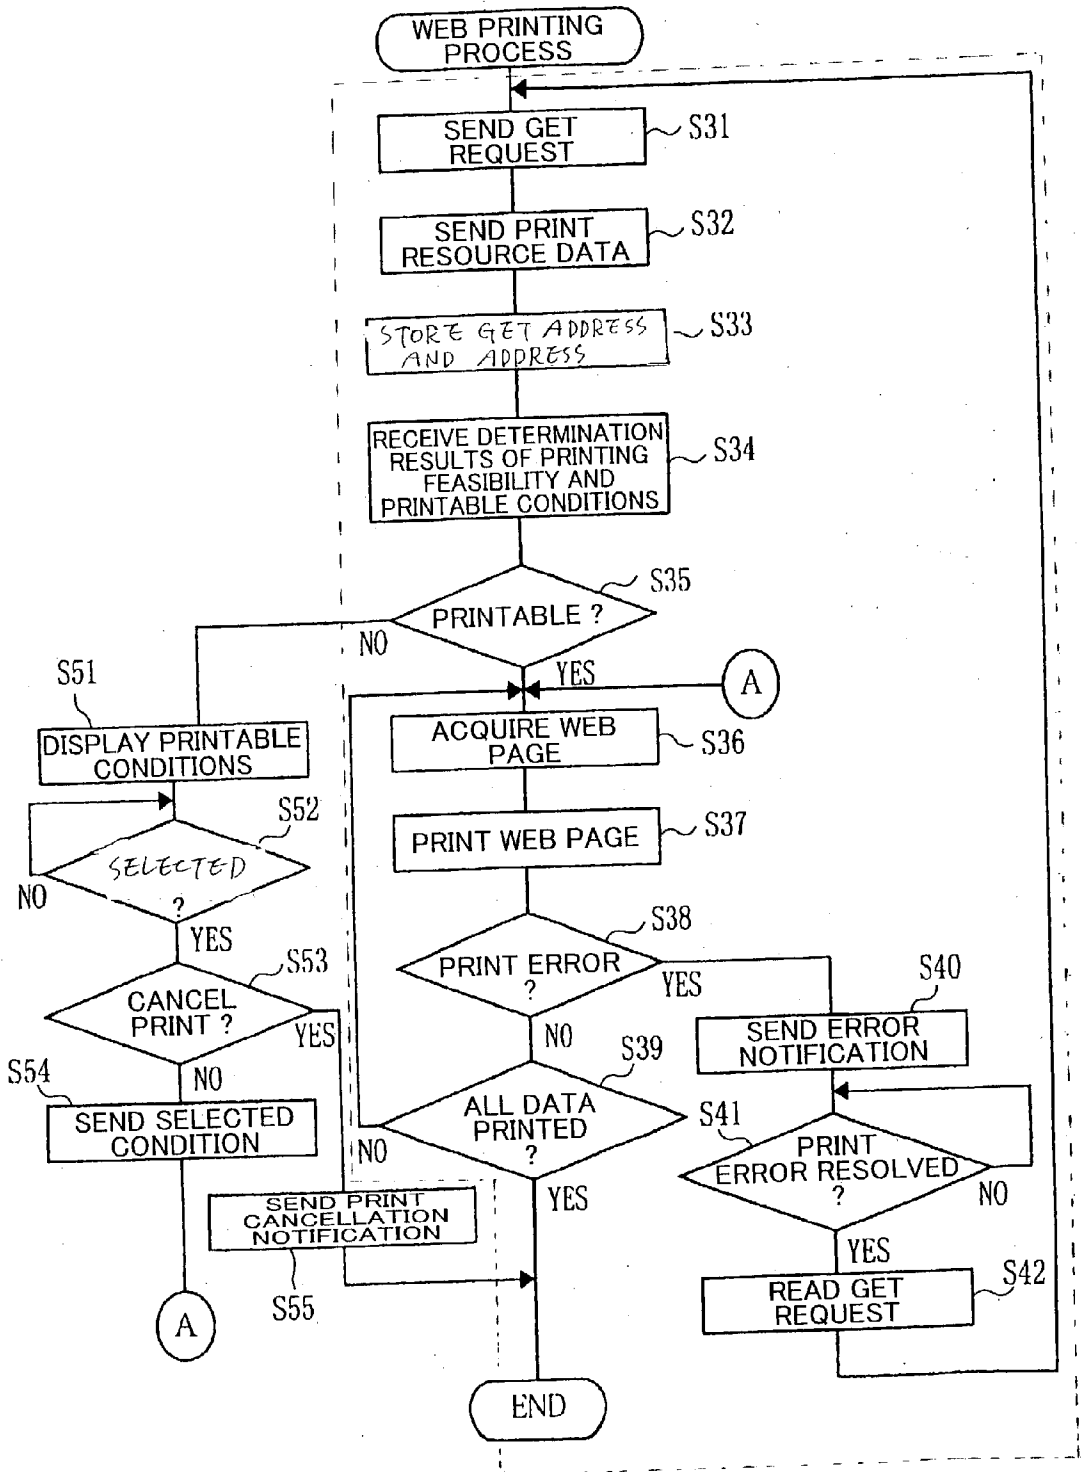 WEB PRINTING
PROCESS
SEND GET
REQUEST
S31
SEND PRINT
RESOURCE DATA
S32
STORE GET ADDRESS
AND ADDRESS
S33
RECEIVE DETERMINATION
RESULTS OF PRINTING
FEASIBILITY AND
PRINTABLE CONDITIONS
S34
PRINTABLE ?
S35
NO
YES
A
S51
DISPLAY PRINTABLE
CONDITIONS
ACQUIRE WEB
PAGE
S36
S52
SELECTED
?
NO
YES
PRINT WEB PAGE
S37
S53
CANCEL
PRINT ?
YES
NO
PRINT ERROR
?
S38
YES
NO
S40
SEND ERROR
NOTIFICATION
S54
SEND SELECTED
CONDITION
S39
ALL DATA
PRINTED
?
NO
YES
S41
PRINT
ERROR RESOLVED
?
NO
YES
SEND PRINT
CANCELLATION
NOTIFICATION
S55
A
READ GET
REQUEST
S42
END